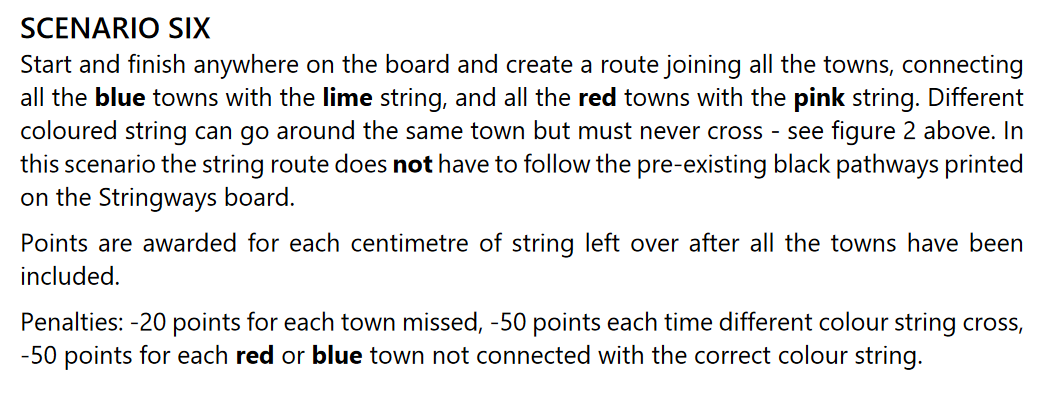 SCENARIO SIX
Start and finish anywhere on the board and create a route joining all the towns, connecting
all the blue towns with the lime string, and all the red towns with the pink string. Different
coloured string can go around the same town but must never cross - see figure 2 above. In
this scenario the string route does not have to follow the pre-existing black pathways printed
on the Stringways board.
Points are awarded for each centimetre of string left over after all the towns have been
included.
Penalties: -20 points for each town missed, -50 points each time different colour string cross,
-50 points for each red or blue town not connected with the correct colour string.